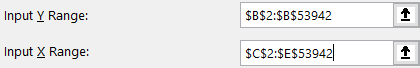 Input Y Range: $B$2:$B$53942
Input X Range: $C$2:$E$53942